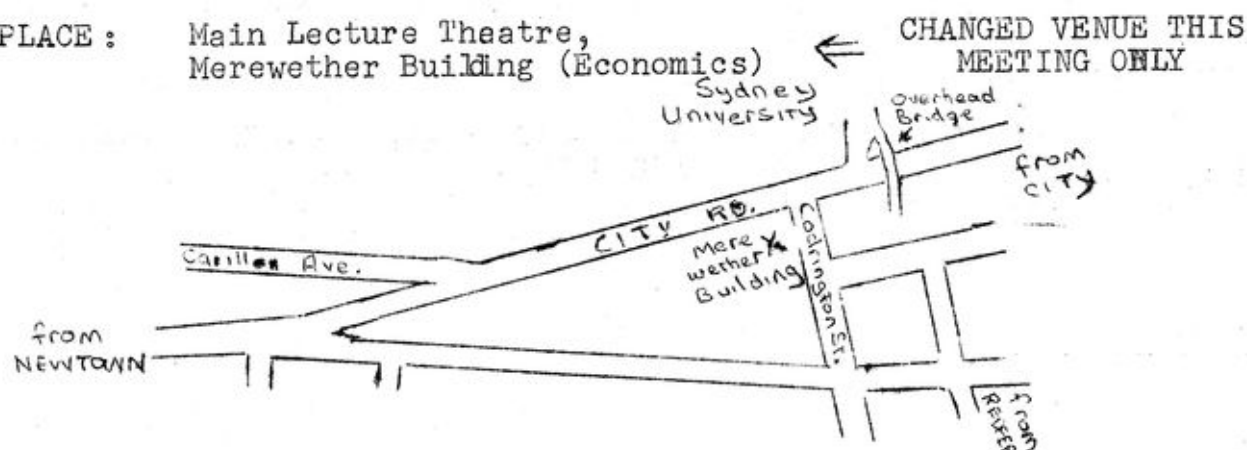 PLACE: Main Lecture Theatre,
Merewether Building (Economics)
CHANGED VENUE THIS
MEETING ONLY
Sydney
University
Overhead
Bridge
from
CITY
CITY RD.
Codrington St.
Mere
wether
Building
Carillon Ave.
from
NEWTOWN
from